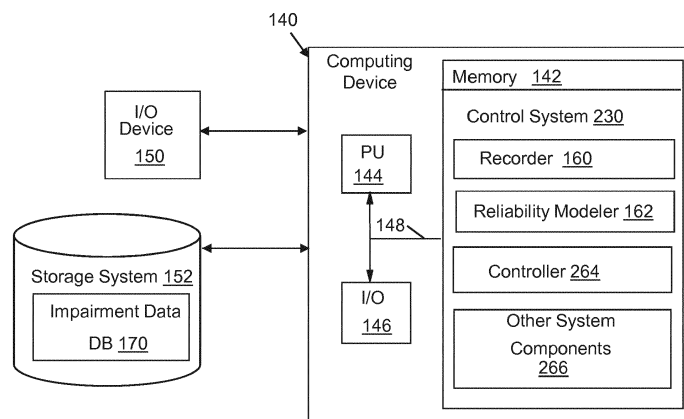 140
Computing
Device
Memory 142
I/O
Device
150
Control System 230
PU
144
Recorder 160
Reliability Modeler 162
148
Storage System 152
Controller 264
Impairment Data
DB 170
I/O
146
Other System
Components
266